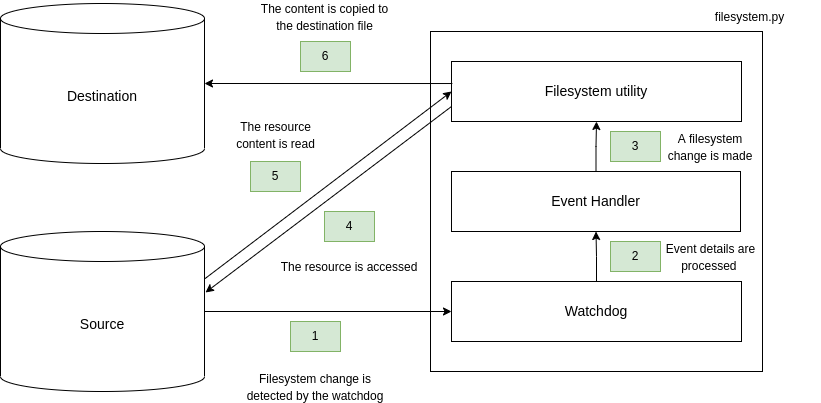 The content is copied to
the destination file
filesystem.py
6
Destination
Filesystem utility
The resource
content is read
3
A filesystem
change is made
5
Event Handler
4
2
Event details are
processed
The resource is accessed
Source
Watchdog
1
Filesystem change is
detected by the watchdog